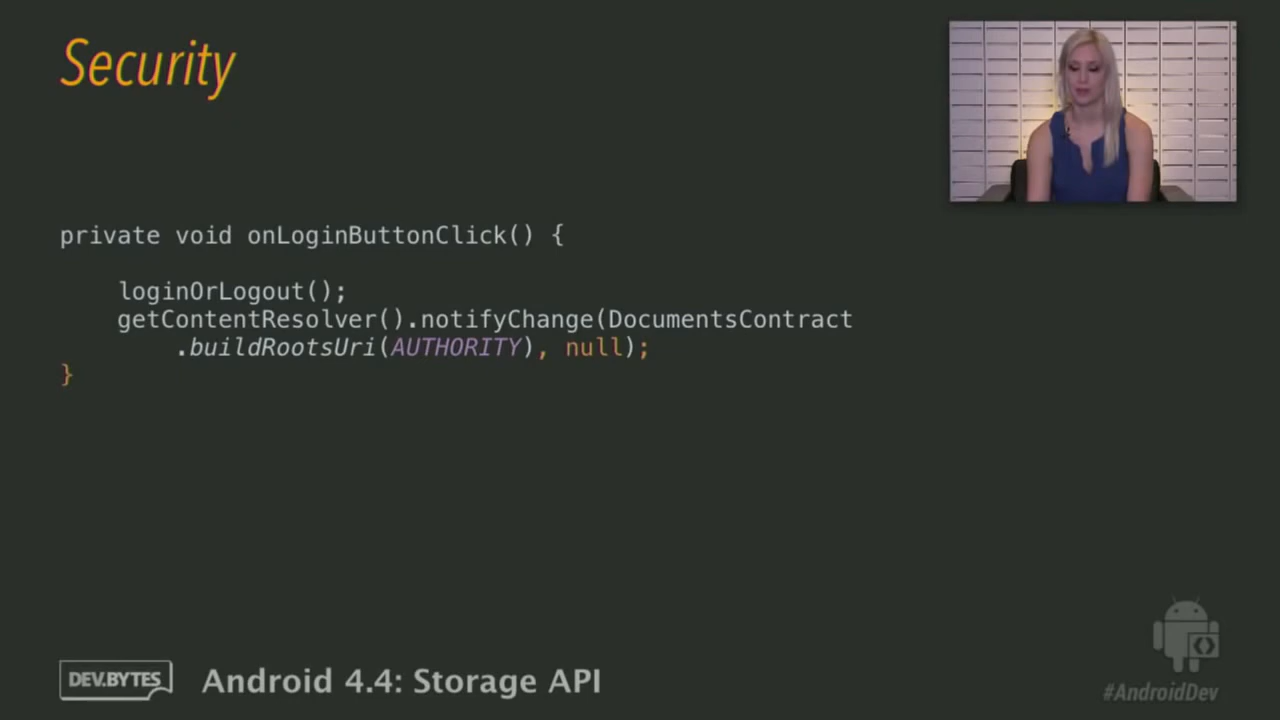 Security
private void onLoginButtonClick() {
loginOrLogout();
getContentResolver().notifyChange(DocumentsContract
.buildRootsUri(AUTHORITY), null);
}
DEV.BYTES
Android 4.4: Storage API
#AndroidDev